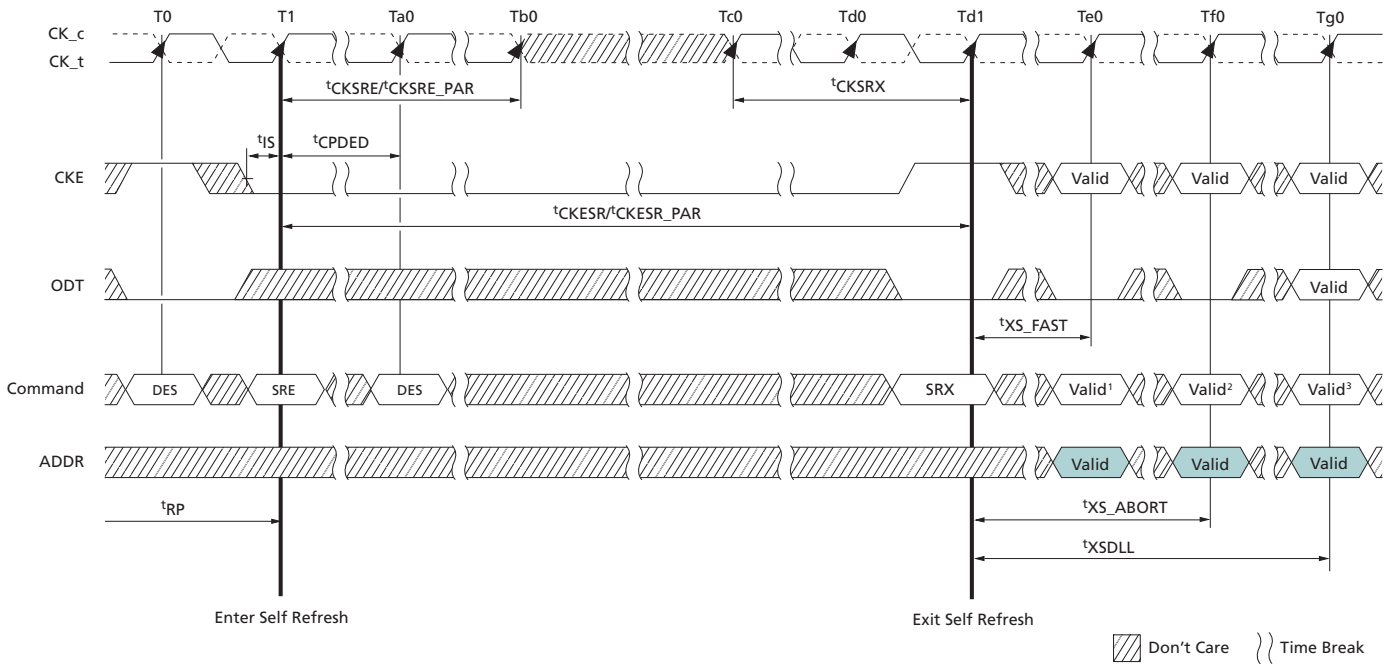 T0 T1 Ta0 Tb0 Tc0 Td0 Td1 Te0 Tf0 Tg0
CK_c
CK_t
tCKSRE/tCKSRE_PAR tCKSRX
tIS tCPDED
CKE Valid Valid Valid
tCKESR/tCKESR_PAR
ODT Valid
tXS_FAST
Command DES SRE DES SRX Valid1 Valid2 Valid3
ADDR Valid Valid Valid
tRP tXS_ABORT
tXSDLL
Enter Self Refresh Exit Self Refresh
Don't Care Time Break